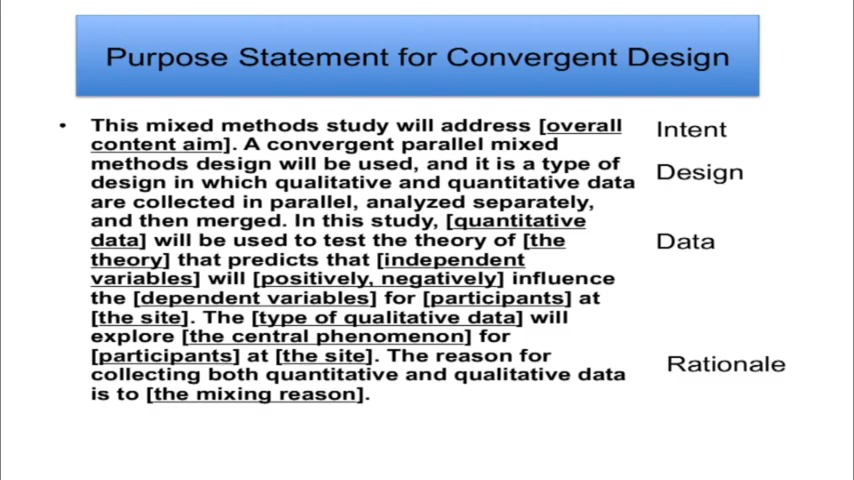 Purpose Statement for Convergent Design
• This mixed methods study will address [overall
content aim]. A convergent parallel mixed
methods design will be used, and it is a type of
design in which qualitative and quantitative data
are collected in parallel, analyzed separately,
and then merged. In this study, [quantitative
data] will be used to test the theory of [the
theory] that predicts that [independent
variables] will [positively, negatively] influence
the [dependent variables] for [participants] at
[the site]. The [type of qualitative data] will
explore [the central phenomenon] for
[participants] at [the site]. The reason for
collecting both quantitative and qualitative data
is to [the mixing reason].
Intent
Design
Data
Rationale